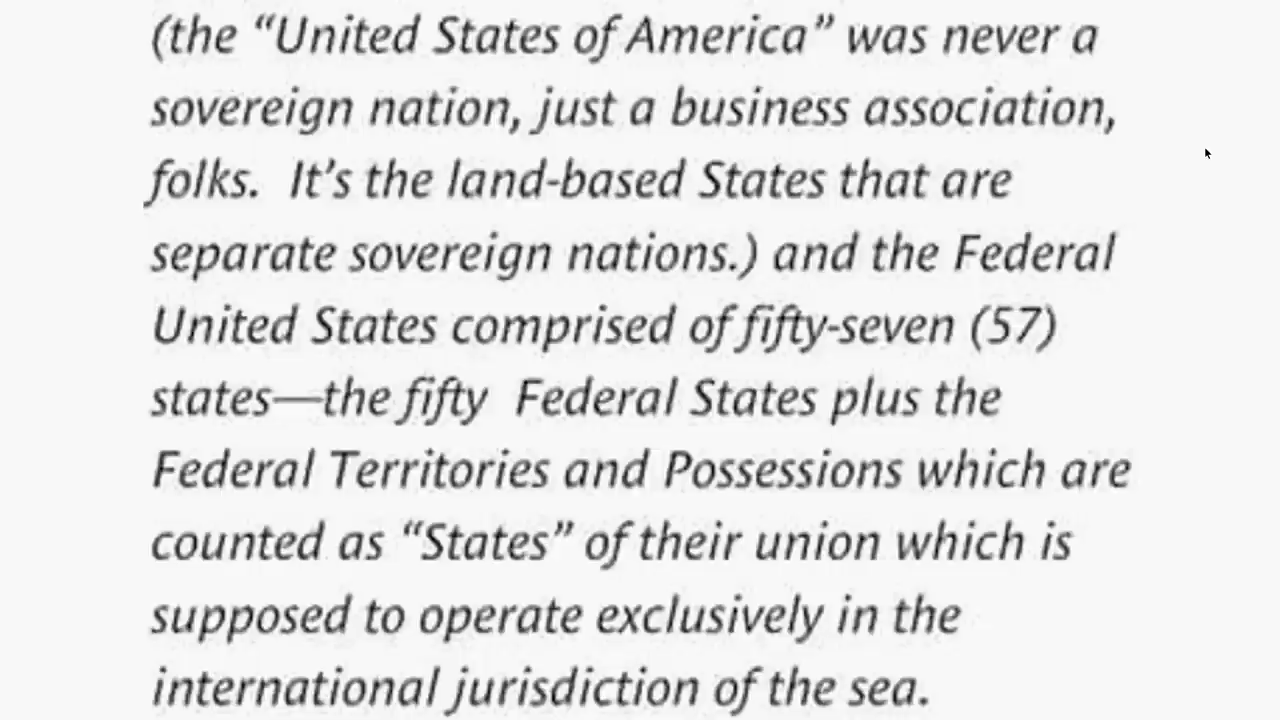 (the “United States of America” was never a
sovereign nation, just a business association,
folks.  It’s the land-based States that are
separate sovereign nations.) and the Federal
United States comprised of fifty-seven (57)
states—the fifty  Federal States plus the
Federal Territories and Possessions which are
counted as “States” of their union which is
supposed to operate exclusively in the
international jurisdiction of the sea.